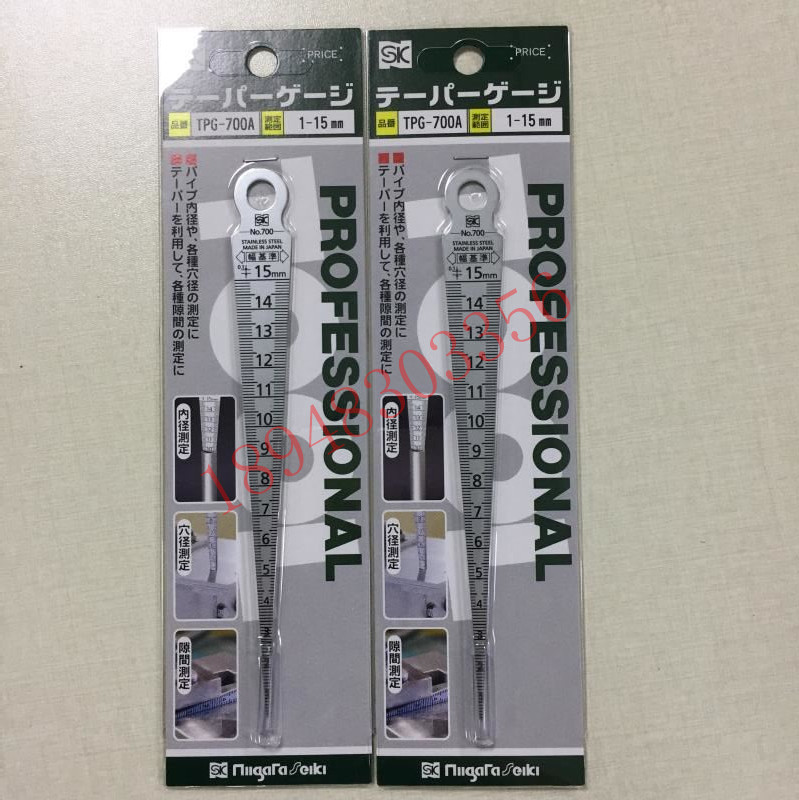 PRICE
テーパーゲージ
品番 TPG-700A 測定範囲 1-15㎜
パイプ内径や、各種穴径の測定に
テーパーを利用して、各種隙間の測定に
PROFESSIONAL
SK
No.700
STAINLESS STEEL
MADE IN JAPAN
幅基準
15mm
14
13
12
11
10
9
8
7
6
5
4
3
内径測定
穴径測定
隙間測定
SK Niigata Seiki
SK
PRICE
テーパーゲージ
品番 TPG-700A 測定範囲 1-15㎜
パイプ内径や、各種穴径の測定に
テーパーを利用して、各種隙間の測定に
PROFESSIONAL
SK
No.700
STAINLESS STEEL
MADE IN JAPAN
幅基準
15mm
14
13
12
11
10
9
8
7
6
5
4
3
内径測定
穴径測定
隙間測定
SK Niigata Seiki
18948303356